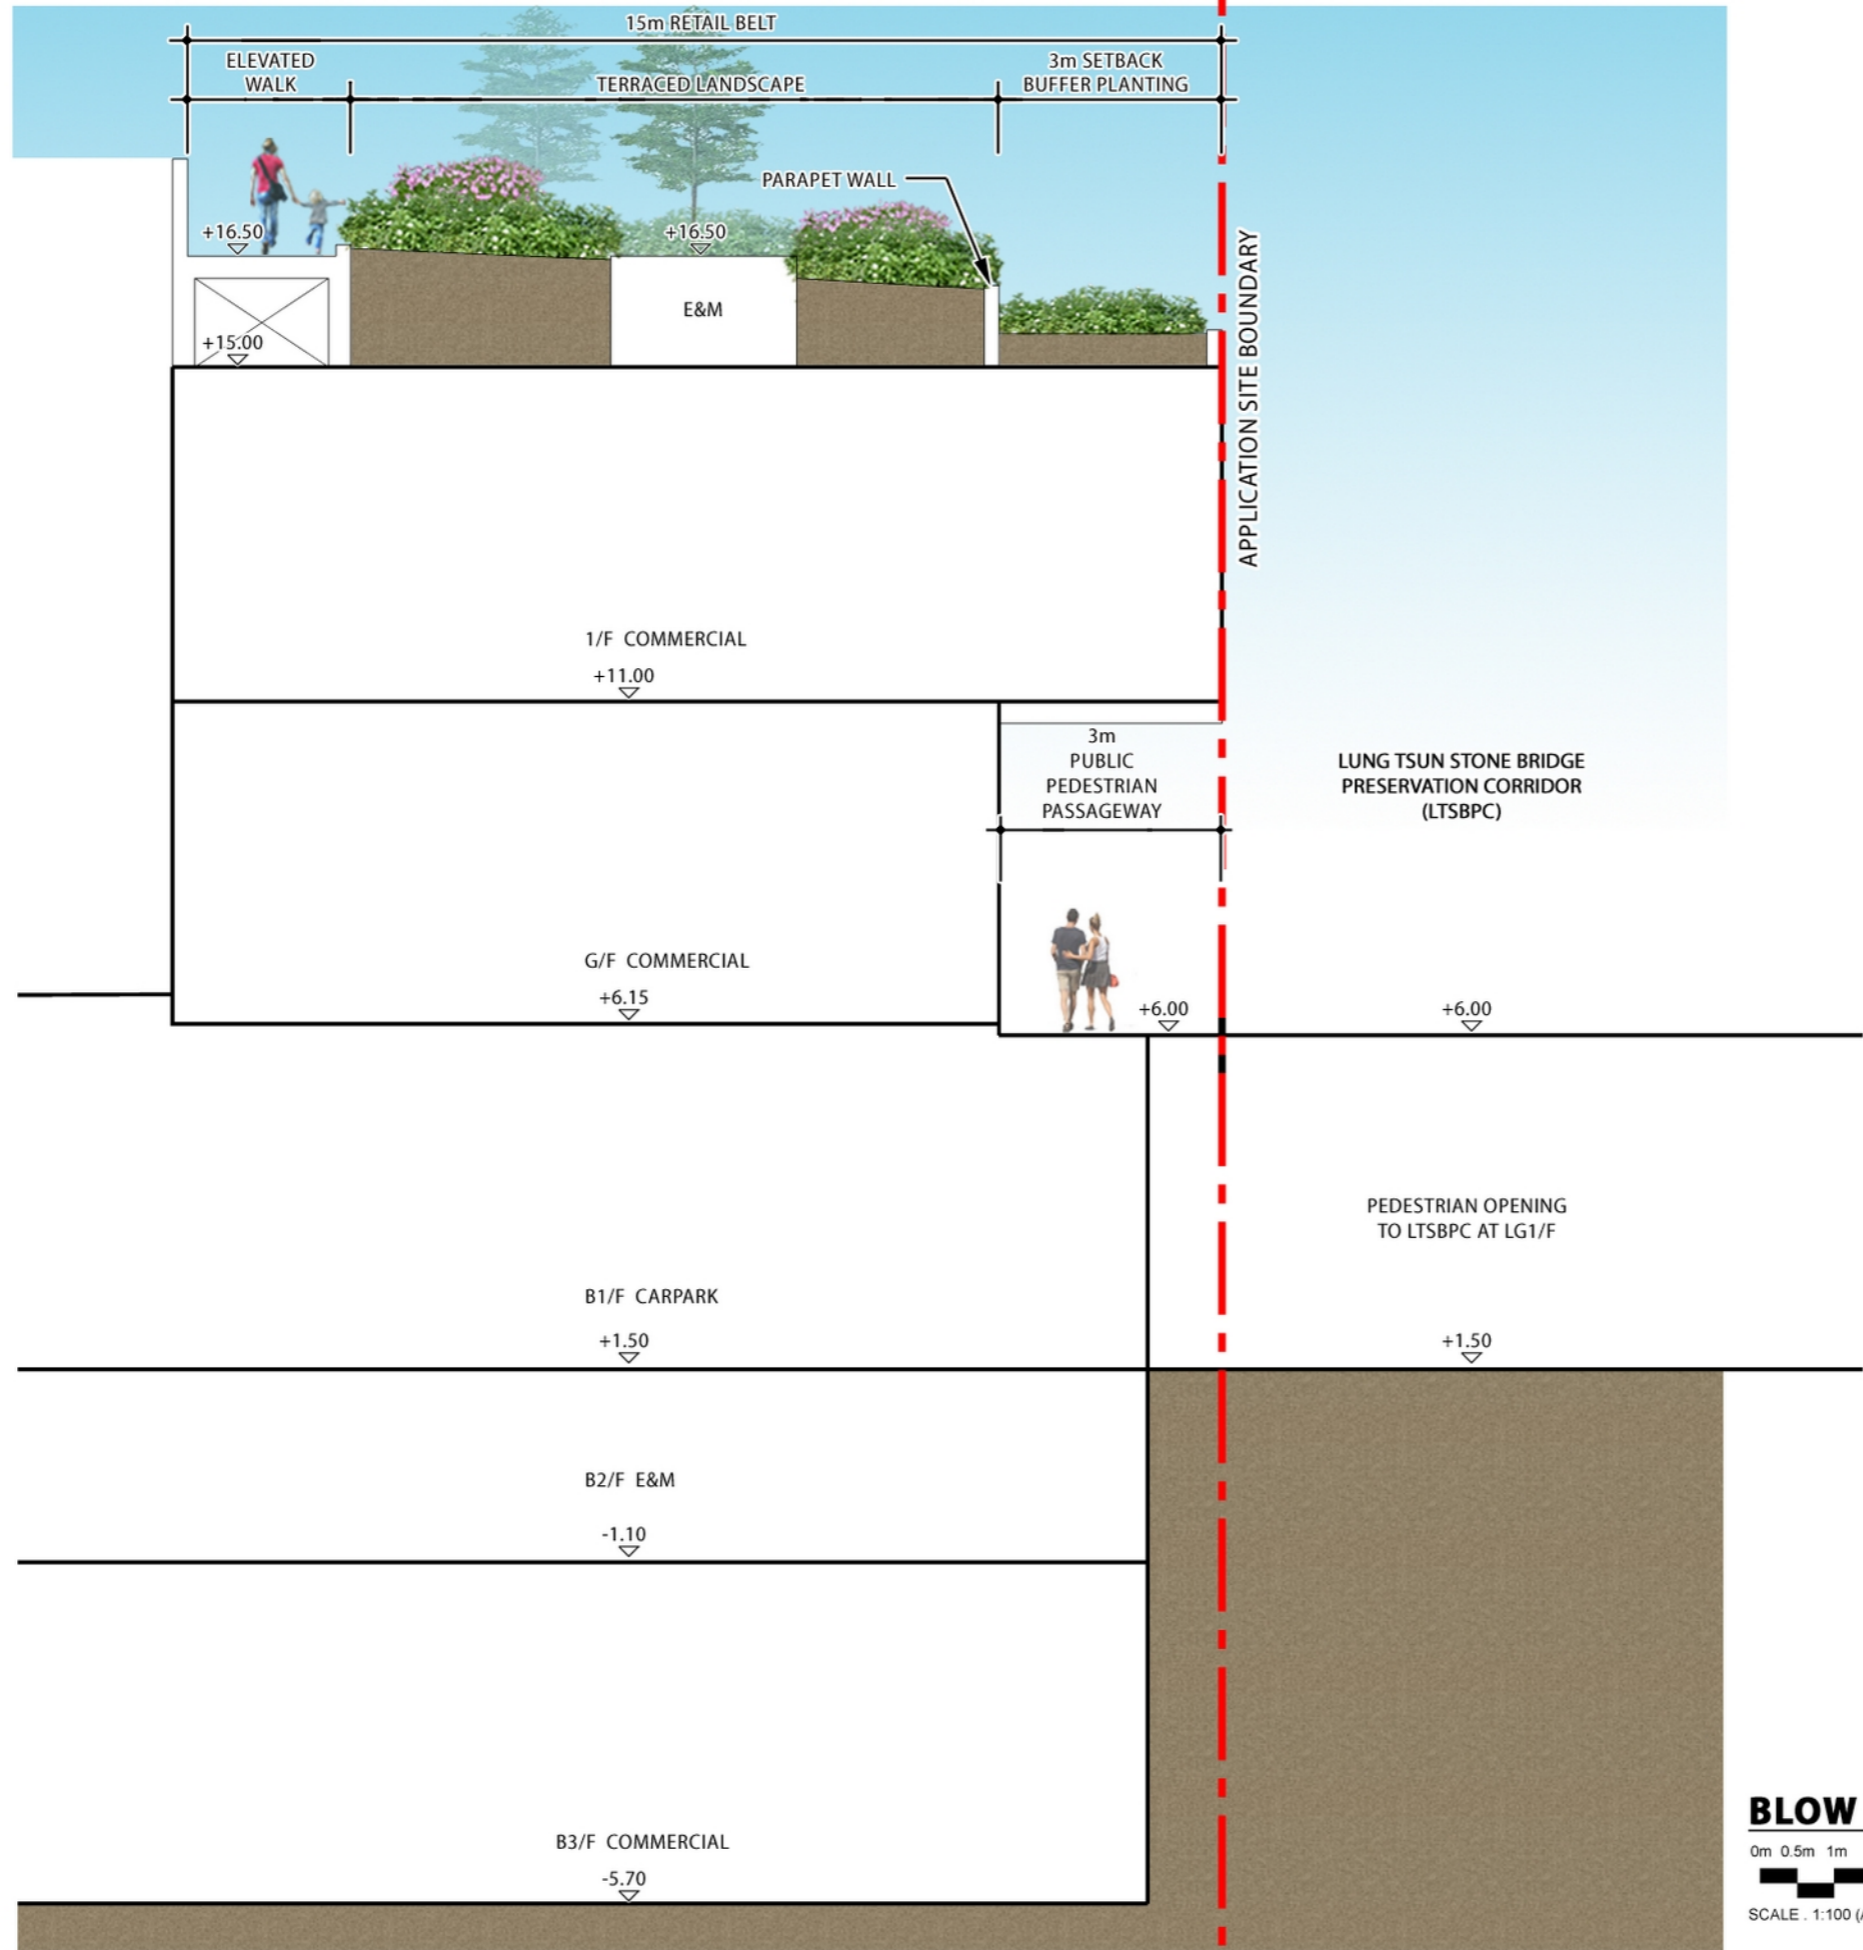 15m RETAIL BELT
ELEVATED
WALK
TERRACED LANDSCAPE
3m SETBACK
BUFFER PLANTING
PARAPET WALL
+16.50
+16.50
E&M
+15.00
APPLICATION SITE BOUNDARY
1/F COMMERCIAL
+11.00
3m
PUBLIC
PEDESTRIAN
PASSAGEWAY
LUNG TSUN STONE BRIDGE
PRESERVATION CORRIDOR
(LTSBPC)
G/F COMMERCIAL
+6.15
+6.00
+6.00
PEDESTRIAN OPENING
TO LTSBPC AT LG1/F
B1/F CARPARK
+1.50
+1.50
B2/F E&M
-1.10
B3/F COMMERCIAL
-5.70
BLOW
0m 0.5m 1m
SCALE . 1:100 (